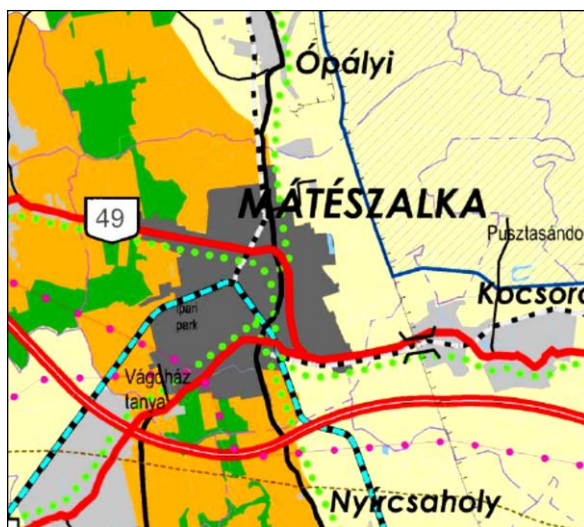 Ópályi
MÁTÉSZALKA
49
Pusztasándo
Kocsord
Ipari
park
Vágóház
tanya
Nyírcsaholy